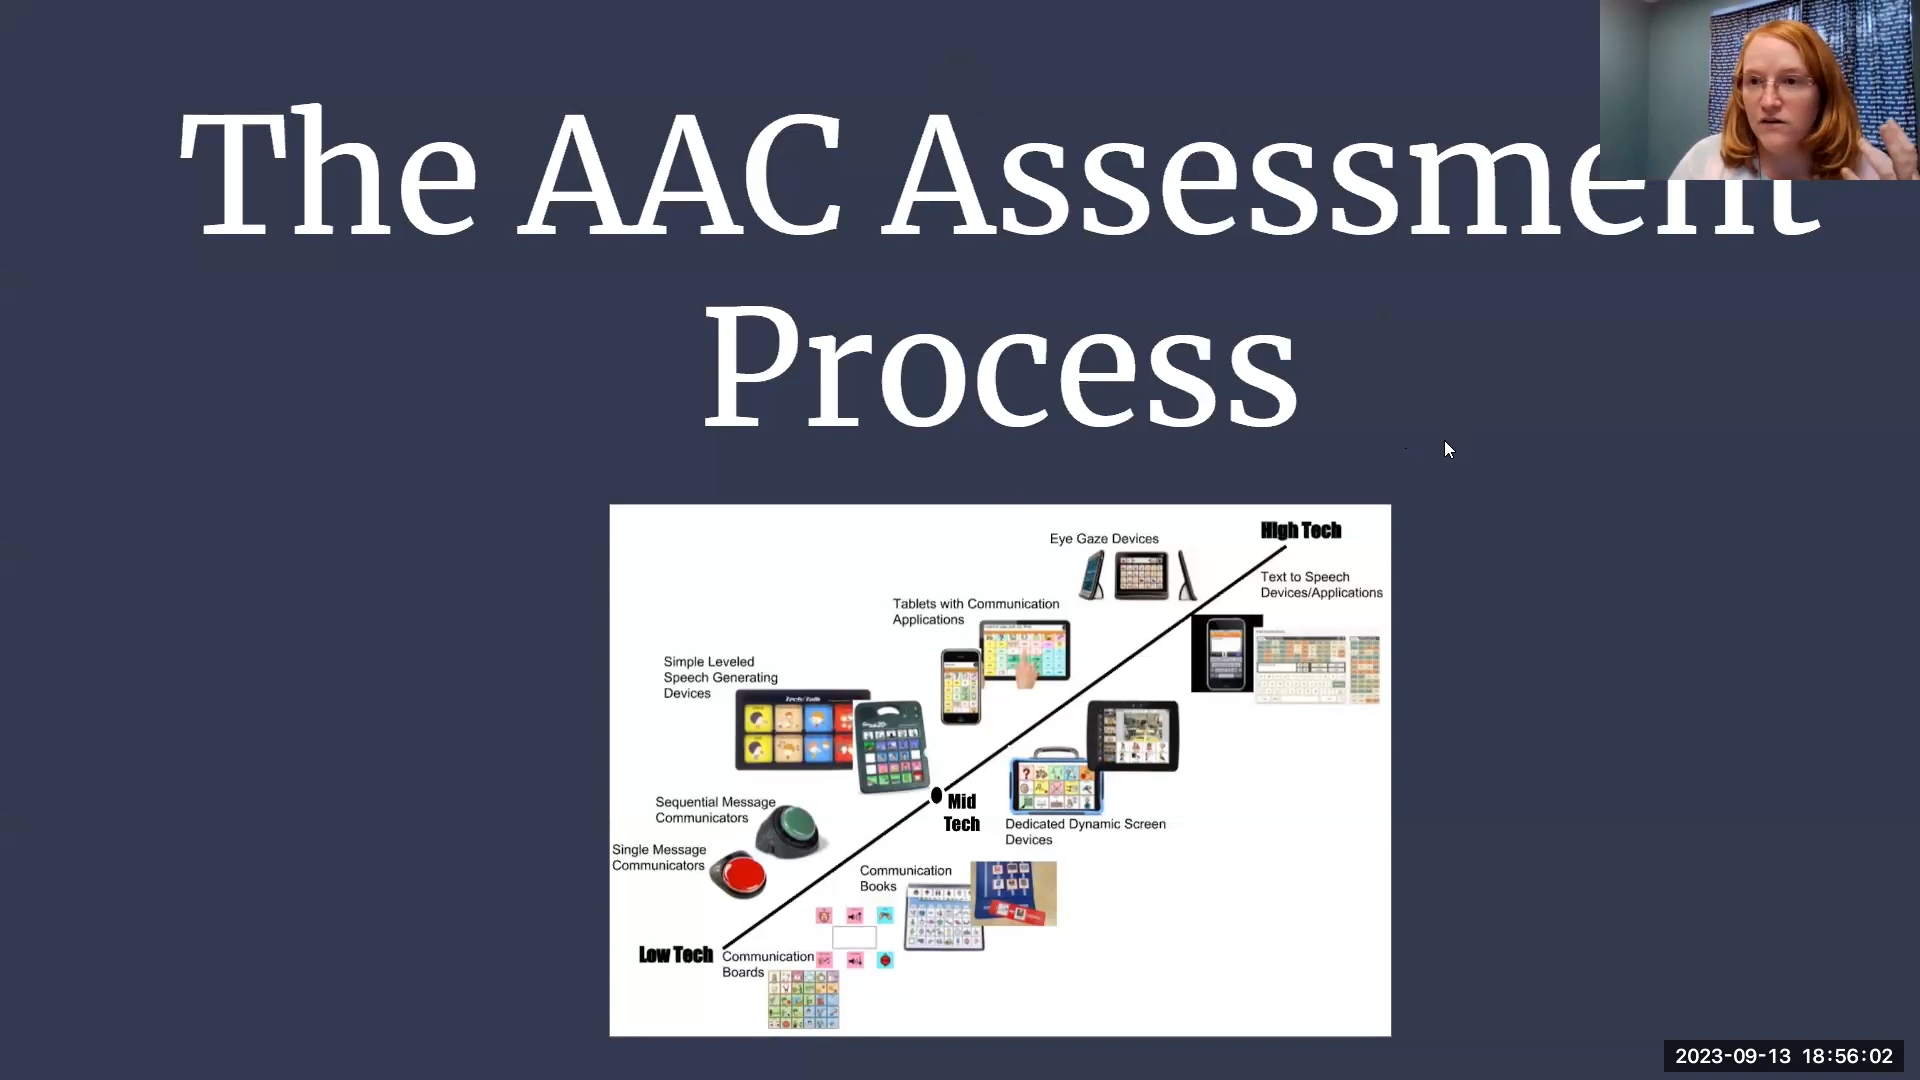 The AAC Assessment
Process
High Tech
Eye Gaze Devices
Text to Speech
Devices/Applications
Tablets with Communication
Applications
Simple Leveled
Speech Generating
Devices
Tech/Talk
Mid
Tech
Sequential Message
Communicators
Dedicated Dynamic Screen
Devices
Single Message
Communicators
Communication
Books
Low Tech
Communication
Boards
2023-09-13 18:56:02